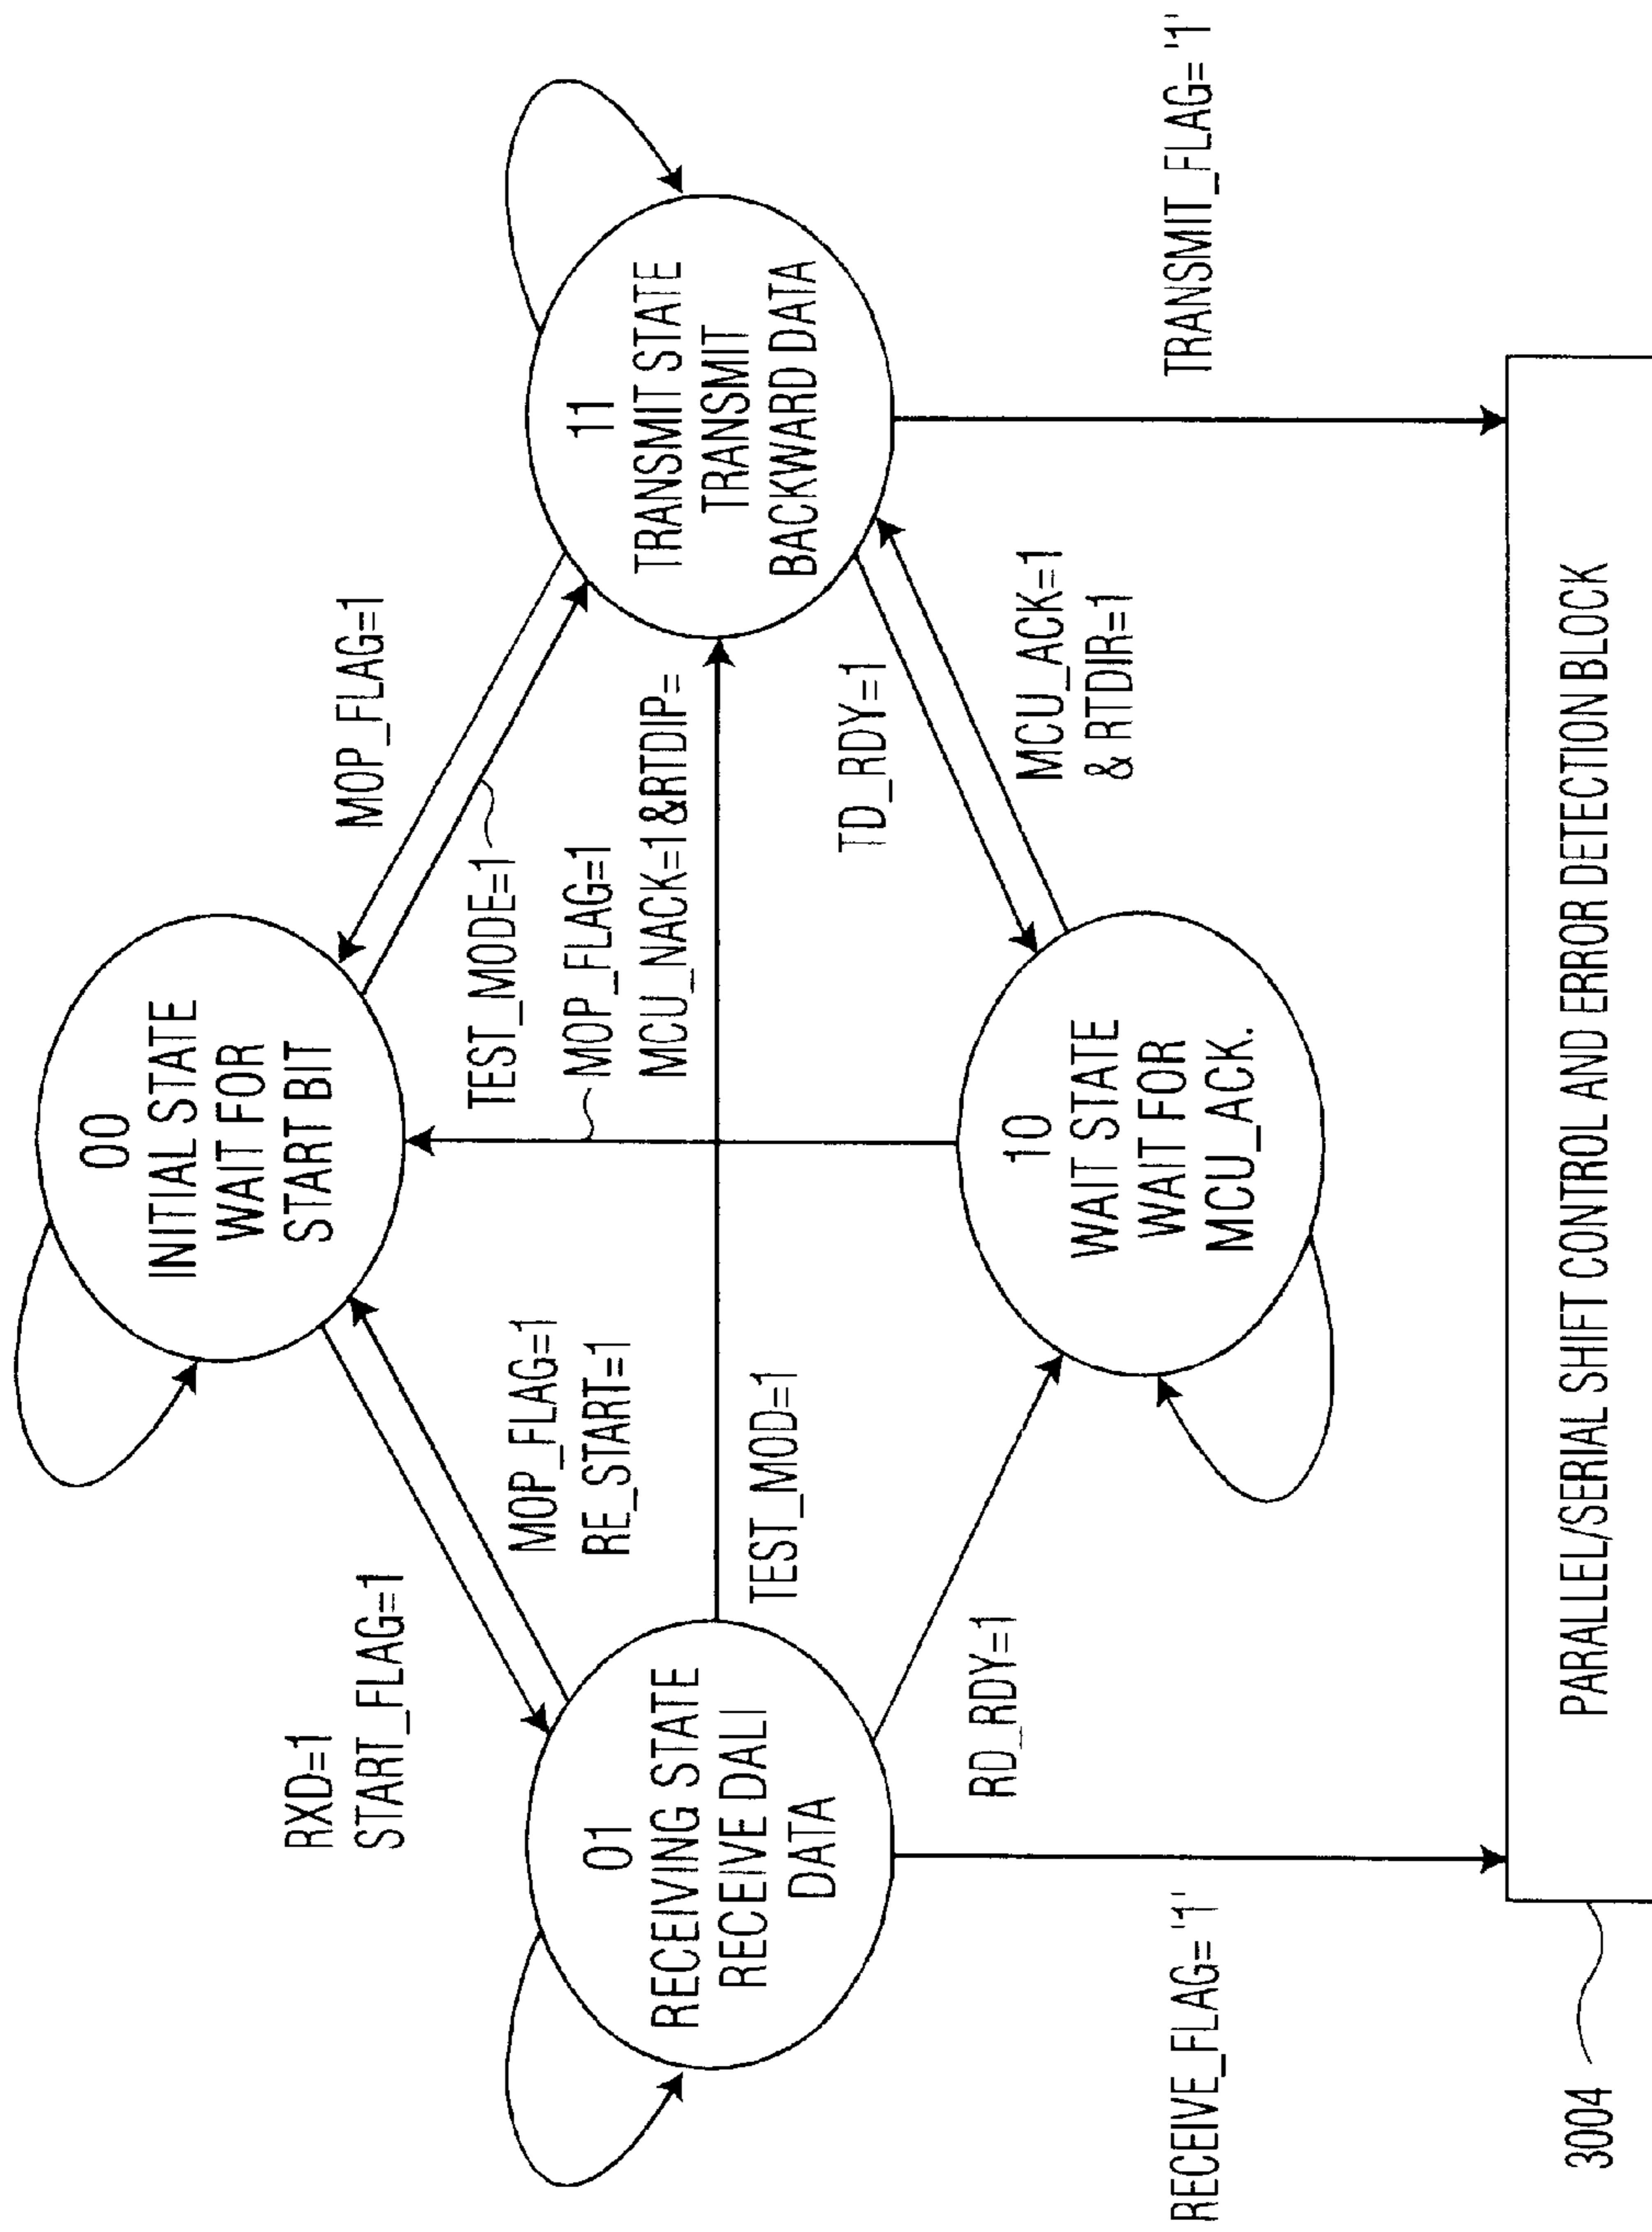 00
INITIAL STATE
WAIT FOR
START BIT
RXD=1
START_FLAG=1
MOP_FLAG=1
MOP_FLAG=1
RE_START=1
TEST_MODE=1
MOP_FLAG=1
MCU_NACK=1&RTDIP=
01
RECEIVING STATE
RECEIVE DALI
DATA
11
TRANSMIT STATE
TRANSMIT
BACKWARD DATA
TEST_MOD=1
TD_RDY=1
RD_RDY=1
MCU_ACK=1
& RTDIR=1
10
WAIT STATE
WAIT FOR
MCU_ACK.
RECEIVE_FLAG='1'
TRANSMIT_FLAG='1'
PARALLEL/SERIAL SHIFT CONTROL AND ERROR DETECTION BLOCK
3004